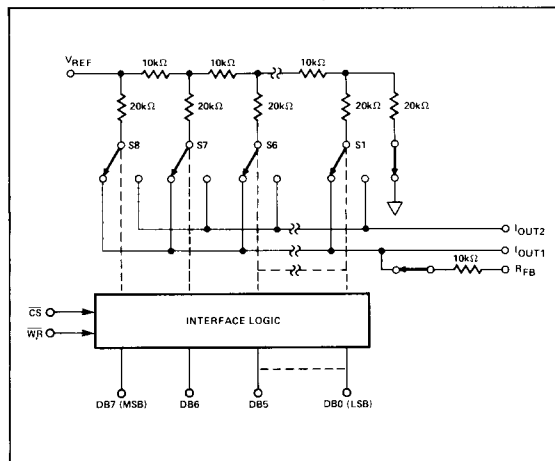 VREF
10kΩ 10kΩ 10kΩ
20kΩ 20kΩ 20kΩ 20kΩ 20kΩ
S8 S7 S6 S1
IOUT2
IOUT1
10kΩ
RFB
CS
WR
INTERFACE LOGIC
DB7 (MSB) DB6 DB5 DB0 (LSB)